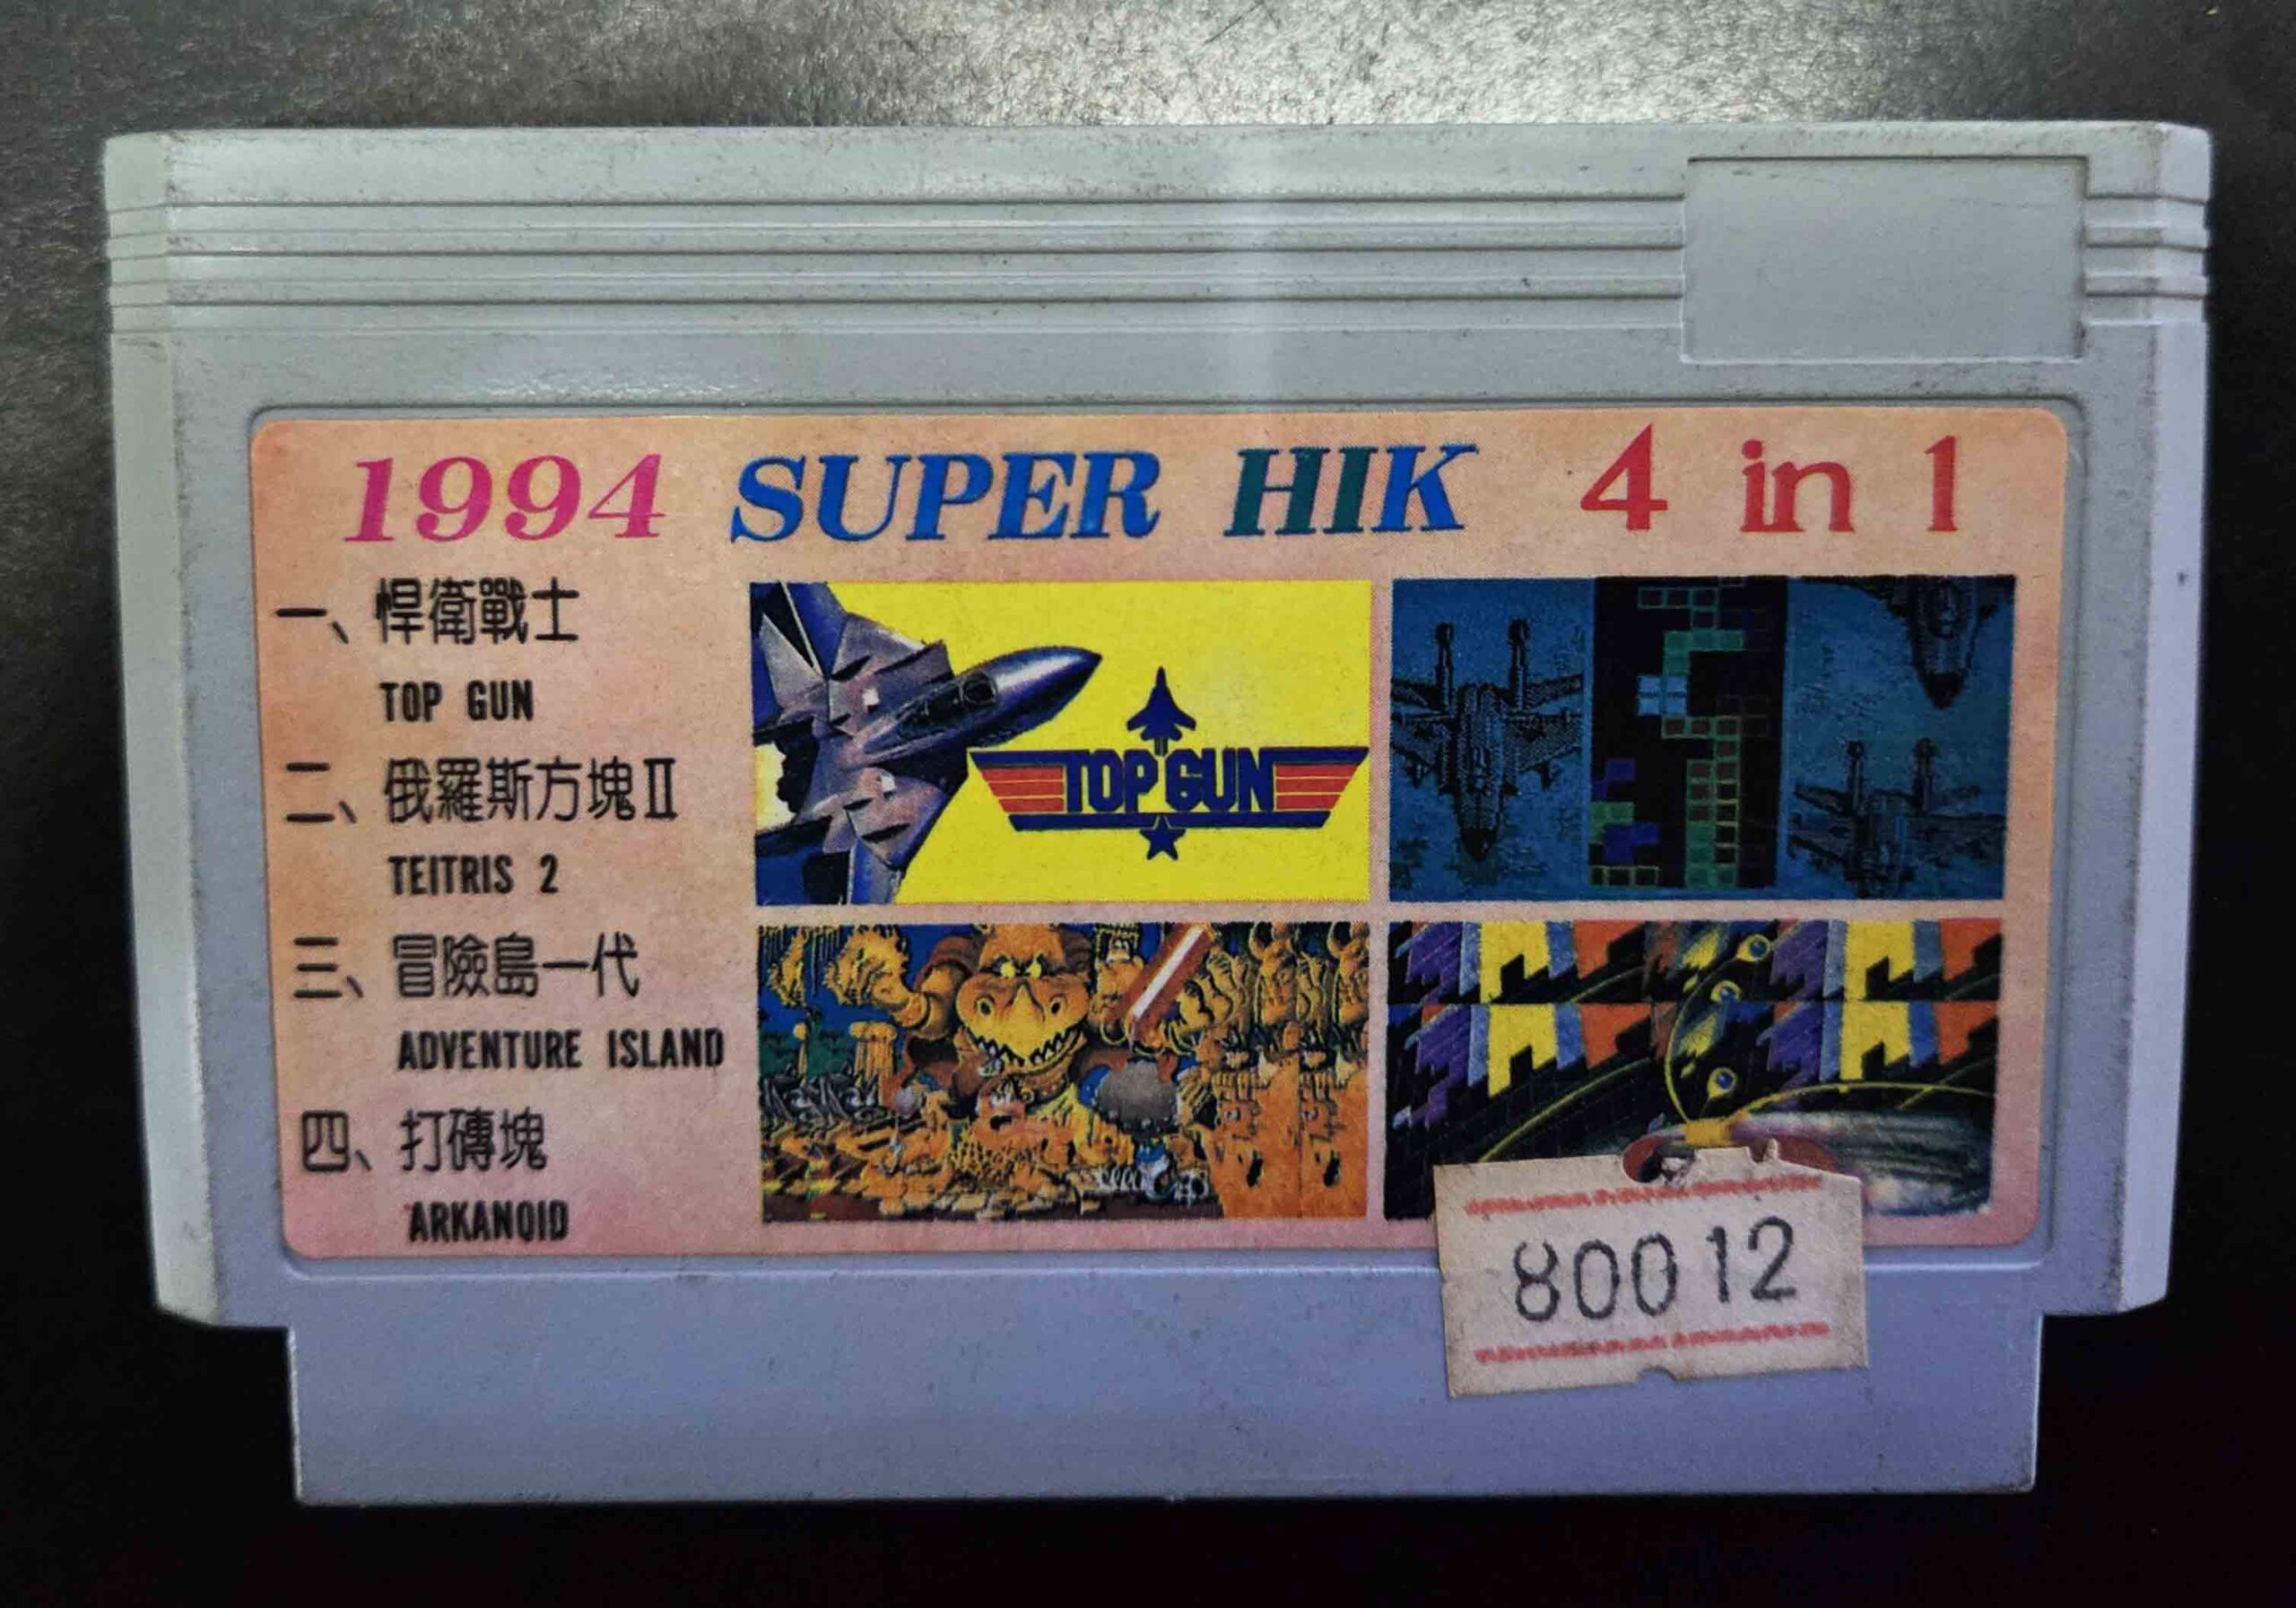 1994 SUPER HIK 4 in 1
一、悍衛戰士
TOP GUN
二、俄羅斯方塊Ⅱ
TEITRIS 2
三、冒險島一代
ADVENTURE ISLAND
四、打磚塊
ARKANOID
TOP GUN
80012